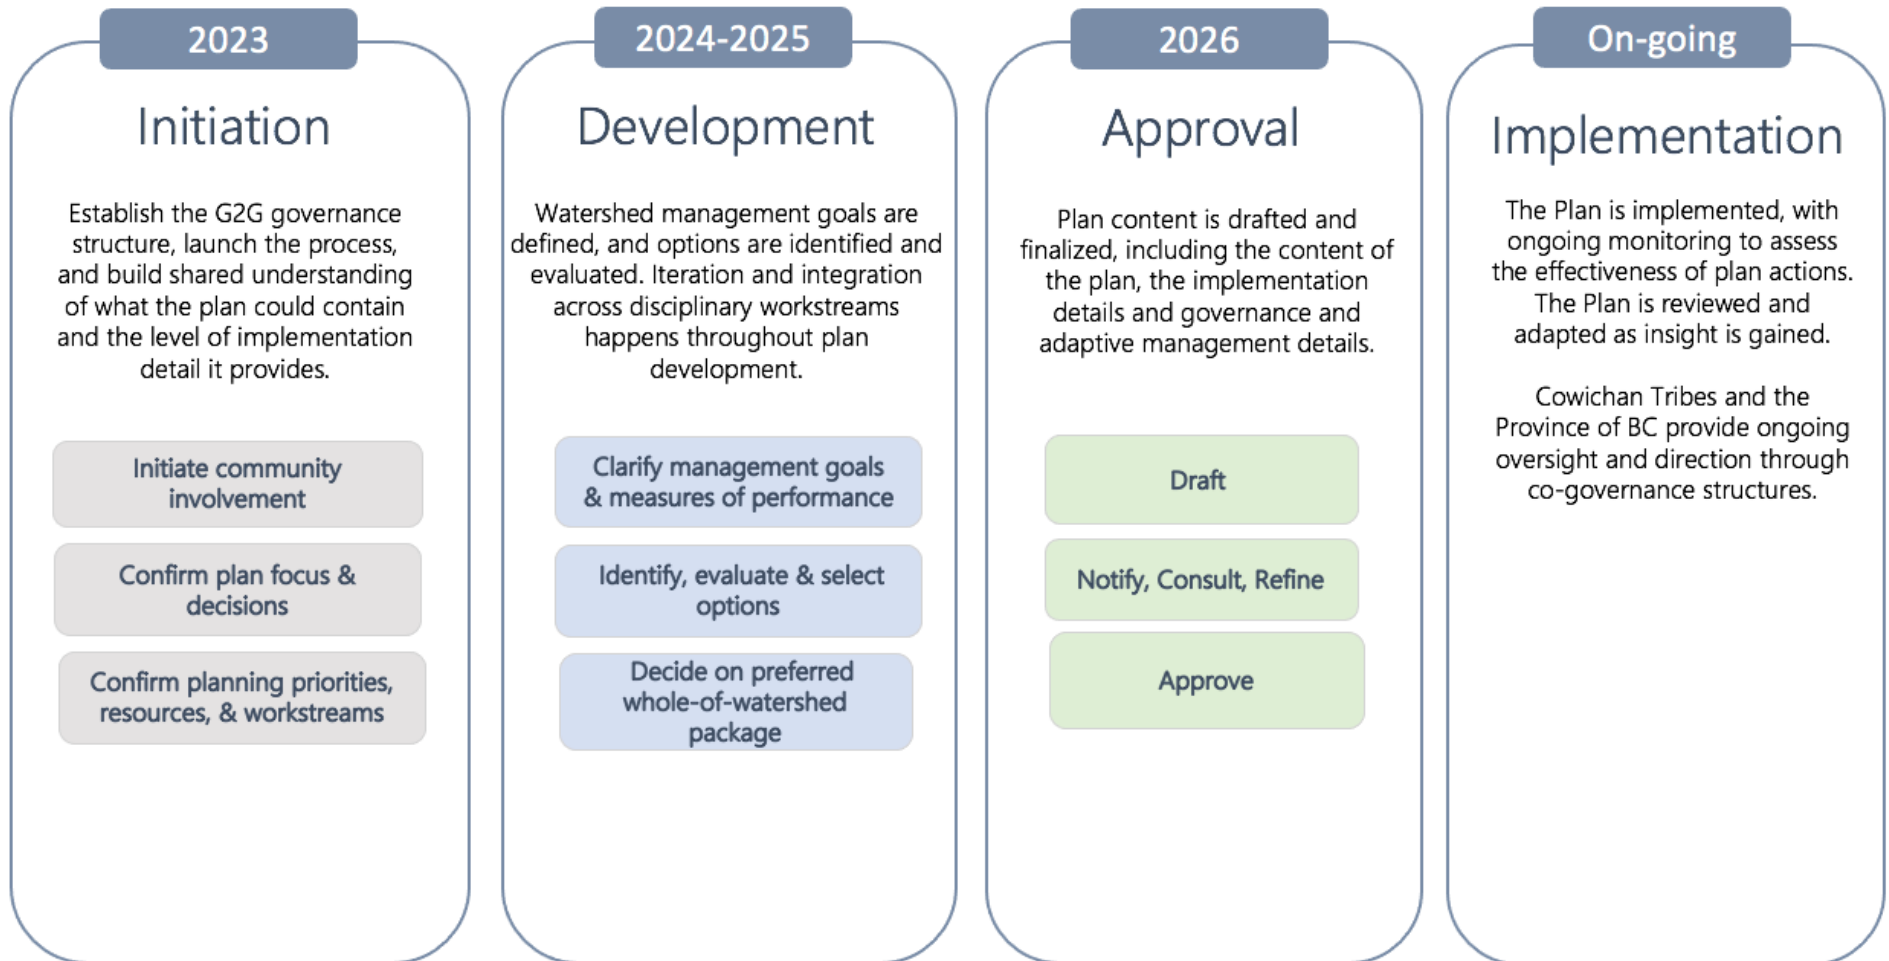 2023
Initiation
Establish the G2G governance
structure, launch the process,
and build shared understanding
of what the plan could contain
and the level of implementation
detail it provides.
Initiate community
involvement
Confirm plan focus &
decisions
Confirm planning priorities,
resources, & workstreams
2024-2025
Development
Watershed management goals are
defined, and options are identified and
evaluated. Iteration and integration
across disciplinary workstreams
happens throughout plan
development.
Clarify management goals
& measures of performance
Identify, evaluate & select
options
Decide on preferred
whole-of-watershed
package
2026
Approval
Plan content is drafted and
finalized, including the content of
the plan, the implementation
details and governance and
adaptive management details.
Draft
Notify, Consult, Refine
Approve
On-going
Implementation
The Plan is implemented, with
ongoing monitoring to assess
the effectiveness of plan actions.
The Plan is reviewed and
adapted as insight is gained.
Cowichan Tribes and the
Province of BC provide ongoing
oversight and direction through
co-governance structures.